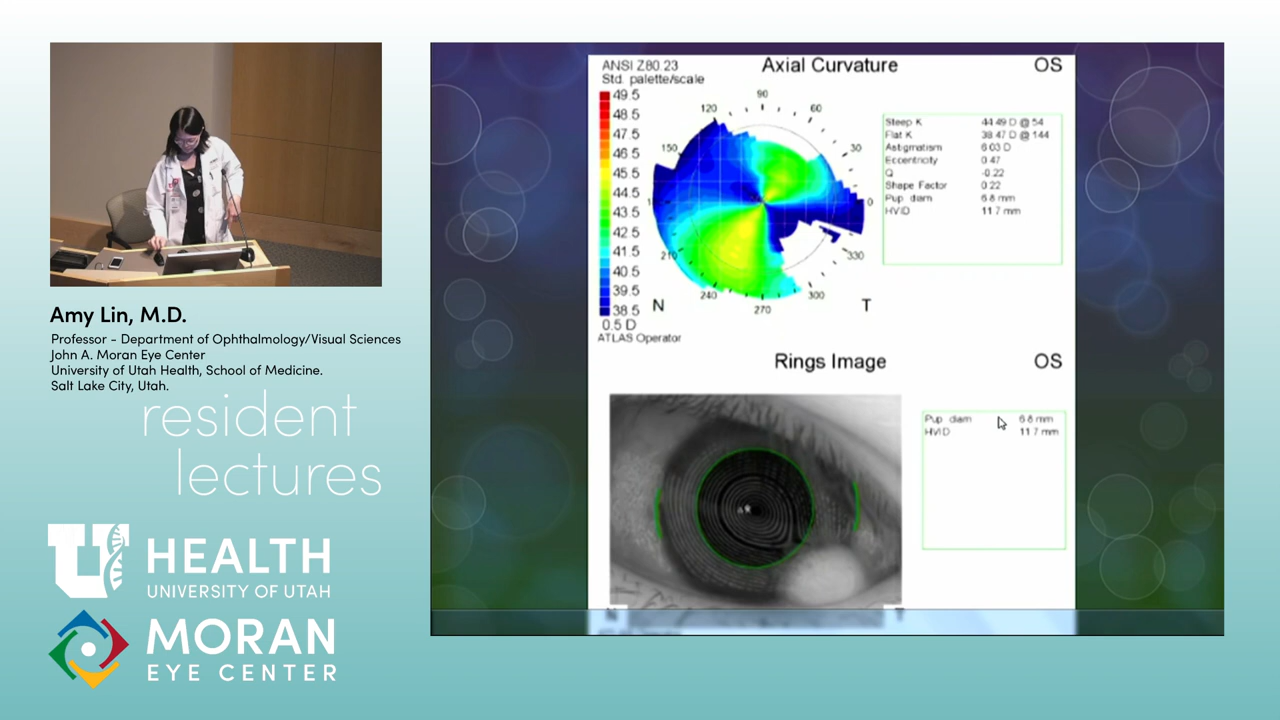 Amy Lin, M.D.
Professor - Department of Ophthalmology/Visual Sciences
John A. Moran Eye Center
University of Utah Health, School of Medicine.
Salt Lake City, Utah.
resident
lectures
U HEALTH
UNIVERSITY OF UTAH
MORAN
EYE CENTER
ANSI Z80.23
Std. palette/scale
Axial Curvature
OS
49.5
48.5
47.5
46.5
45.5
44.5
43.5
42.5
41.5
40.5
39.5
38.5
0.5 D
ATLAS Operator
90
120
60
150
30
0
210
330
240
300
270
N
T
Steep K 44.49 D @ 54
Flat K 38.47 D @ 144
Astigmatism 6.03 D
Eccentricity 0.47
Q -0.22
Shape Factor 0.22
Pup diam 6.8 mm
HVID 11.7 mm
Rings Image
OS
Pup diam 6.8 mm
HVID 11.7 mm